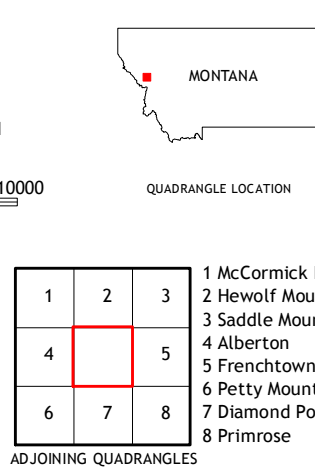 MONTANA
10000
QUADRANGLE LOCATION
1 2 3
4 5
6 7 8
1 McCormick
2 Hewolf Mou
3 Saddle Moun
4 Alberton
5 Frenchtown
6 Petty Mount
7 Diamond Po
8 Primrose
ADJOINING QUADRANGLES